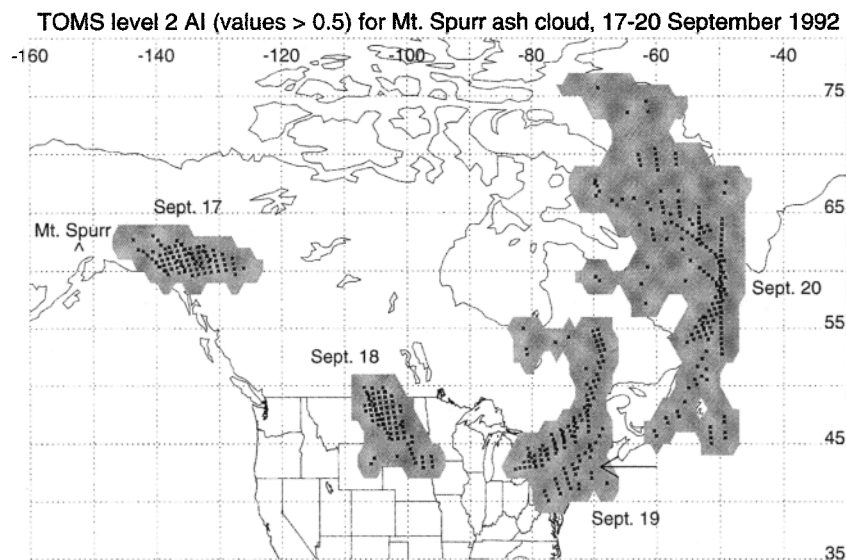 TOMS level 2 AI (values > 0.5) for Mt. Spurr ash cloud, 17-20 September 1992
-160 -140 -120 -100 -80 -60 -40
75
Sept. 17
65
Mt. Spurr
Sept. 20
55
Sept. 18
45
Sept. 19
35